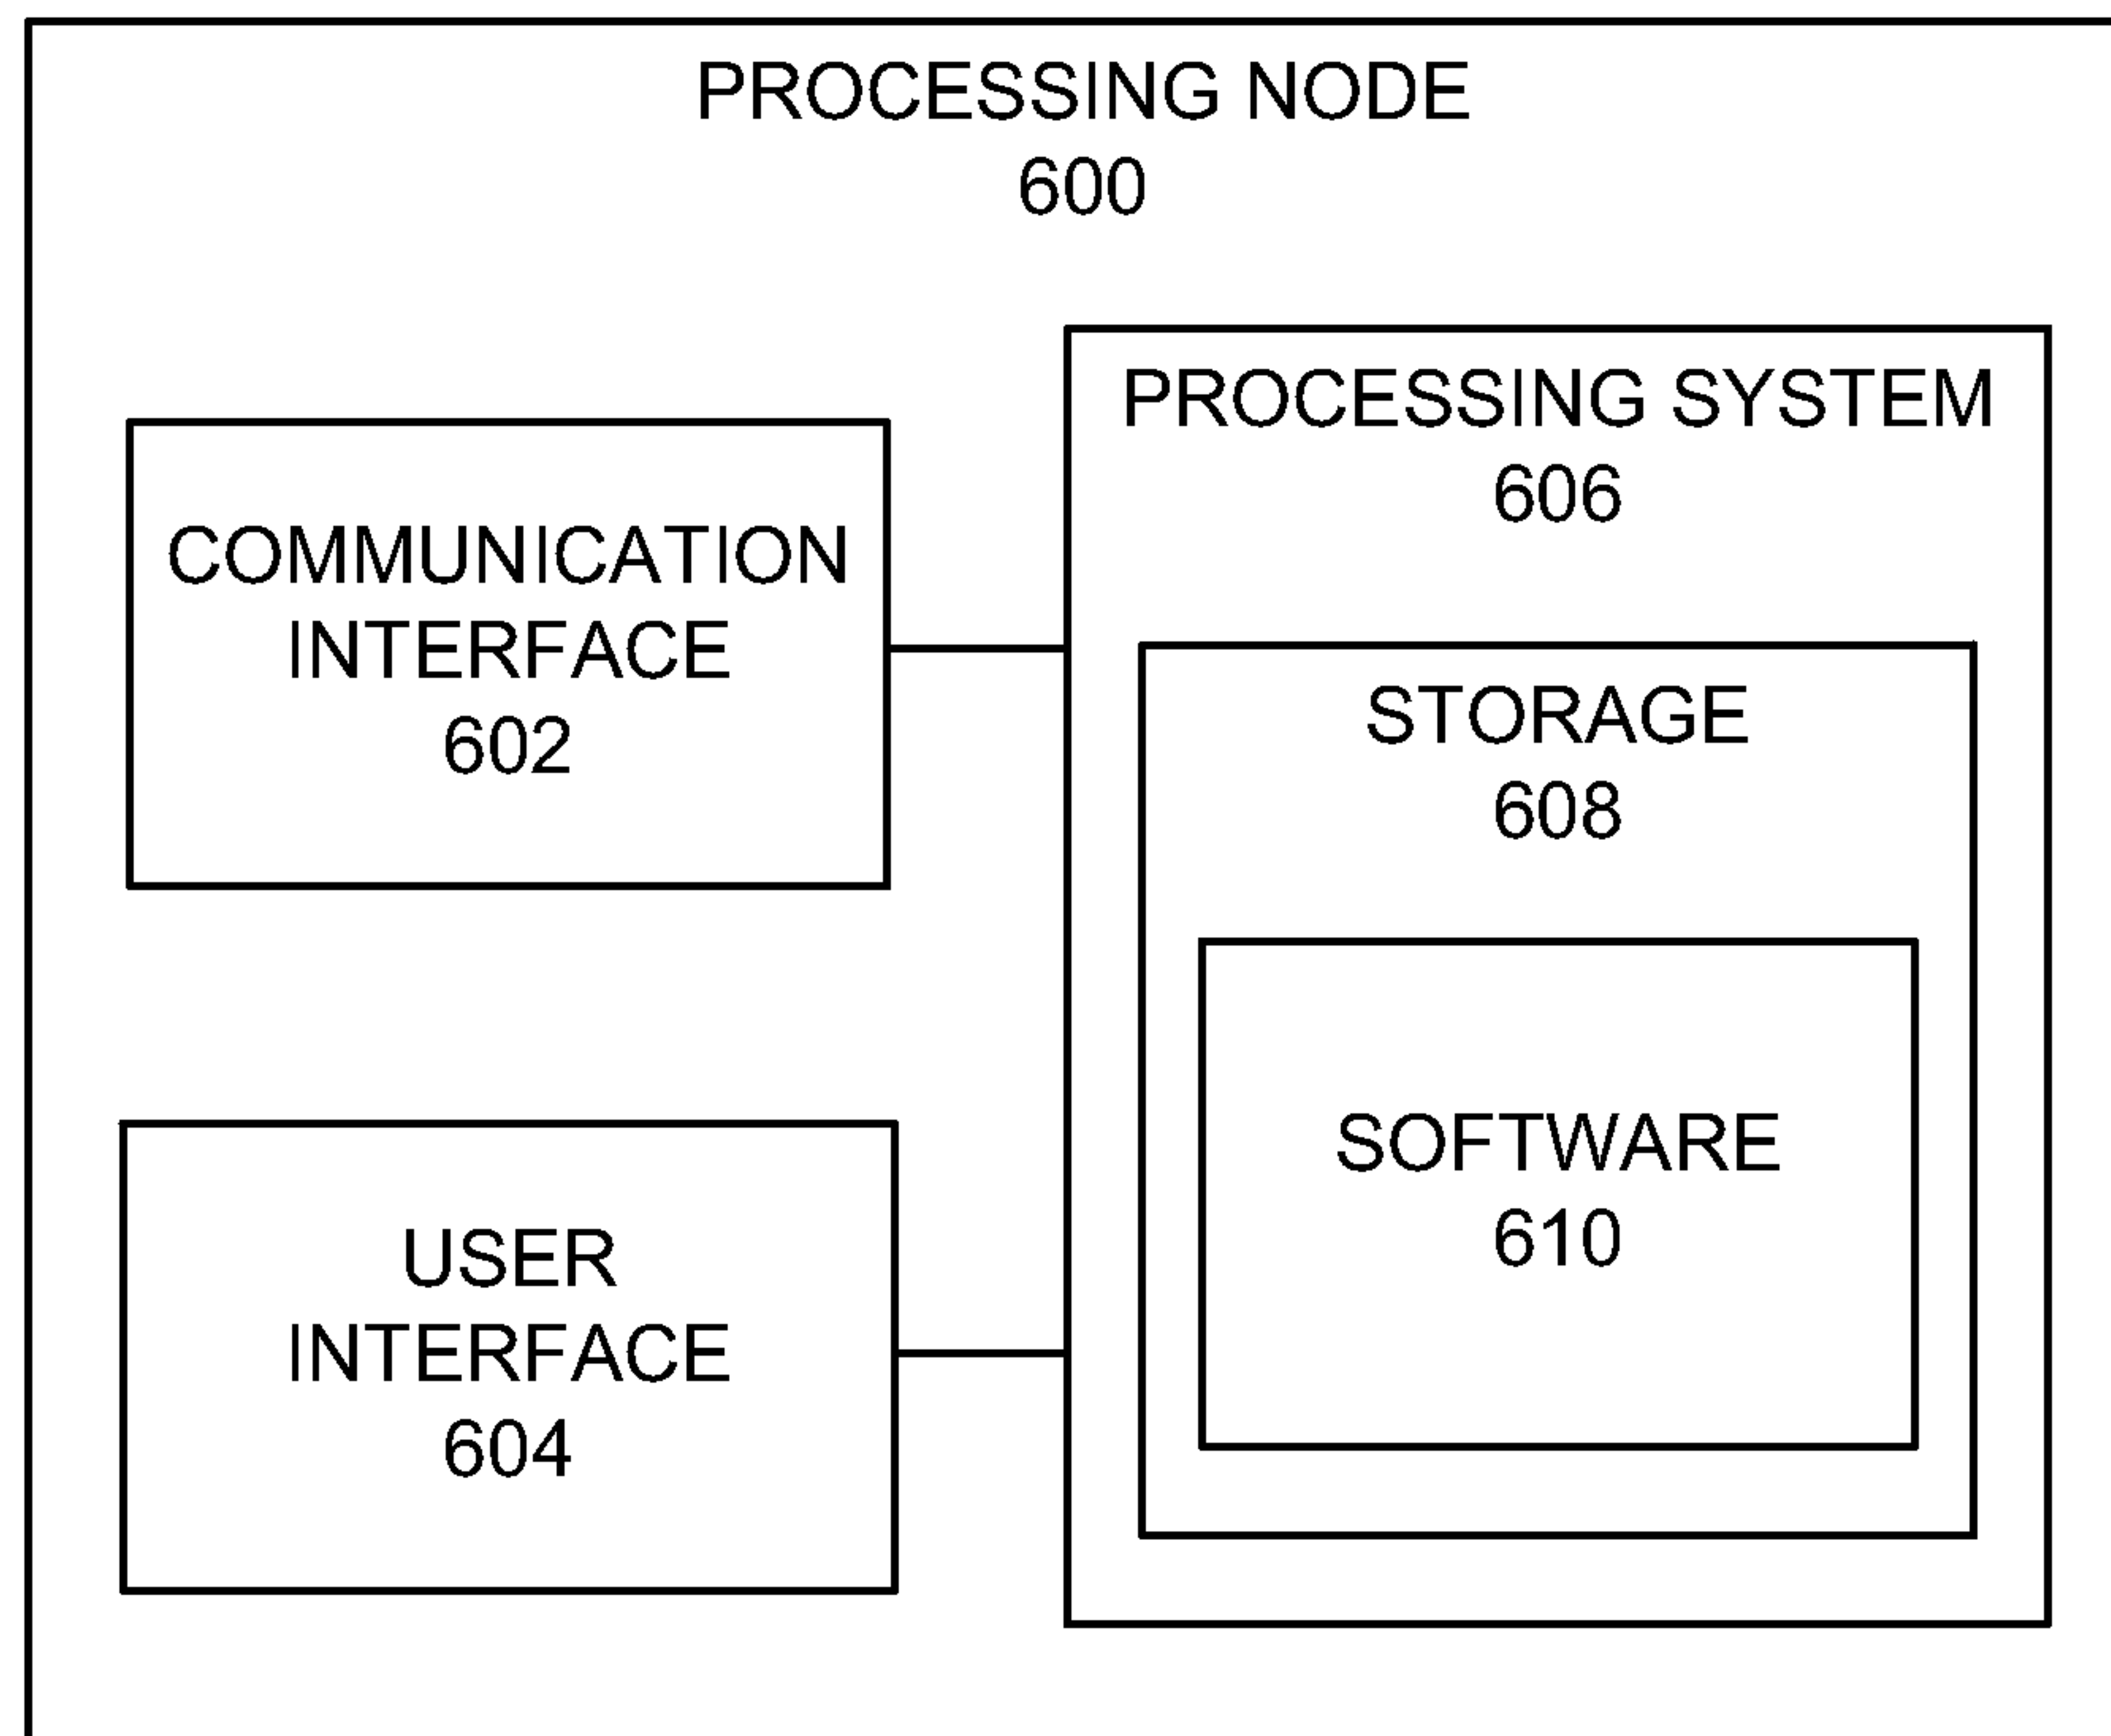 PROCESSING NODE
600
PROCESSING SYSTEM
606
COMMUNICATION
INTERFACE
602
STORAGE
608
SOFTWARE
610
USER
INTERFACE
604